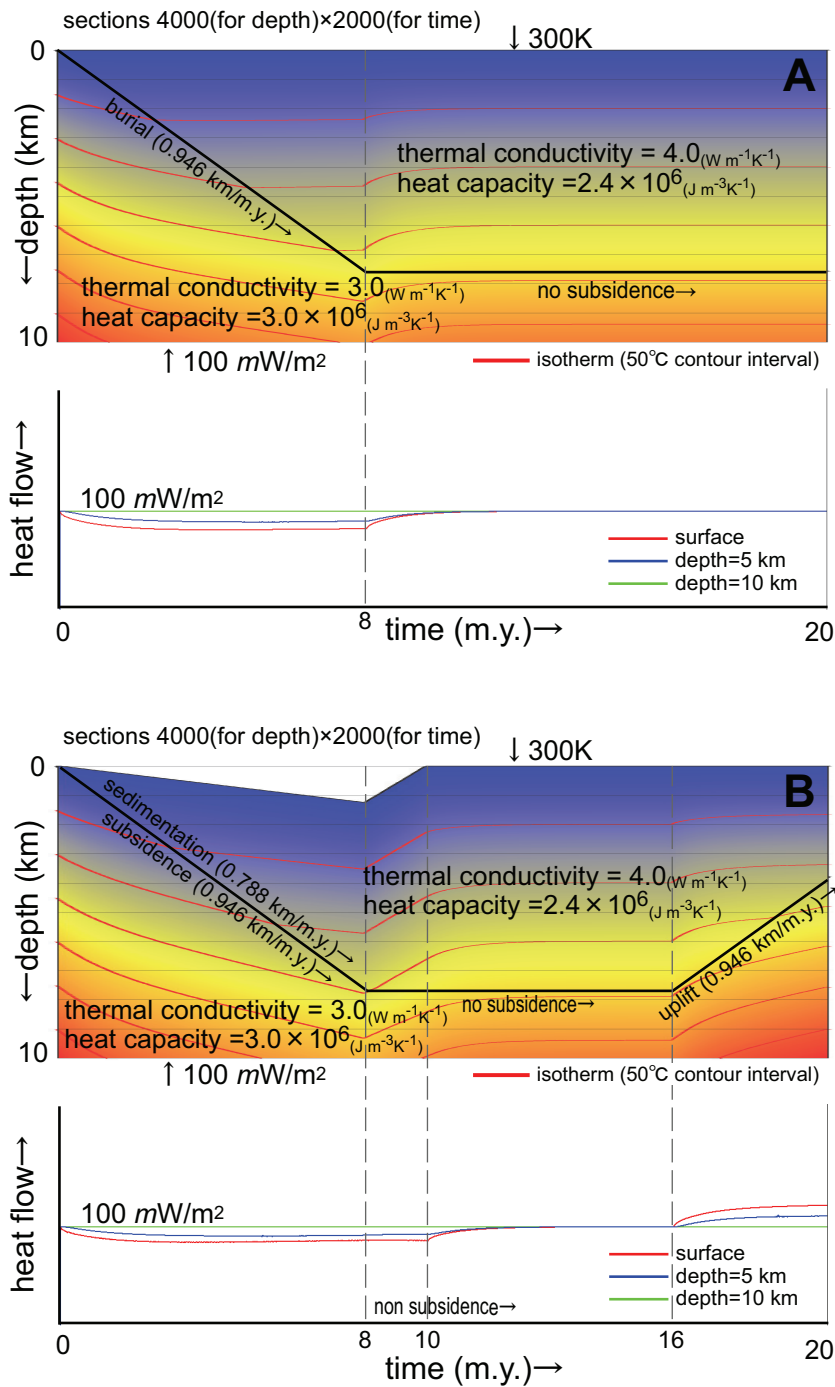 sections 4000(for depth)×2000(for time)
↓ 300K
0
A
burial (0.946 km/m.y.)→
thermal conductivity = 4.0(W m⁻¹K⁻¹)
heat capacity =2.4×10⁶(J m⁻³K⁻¹)
←depth (km)
thermal conductivity = 3.0(W m⁻¹K⁻¹)
heat capacity =3.0×10⁶(J m⁻³K⁻¹)
no subsidence→
10
↑ 100 mW/m²
isotherm (50℃ contour interval)
heat flow→
100 mW/m²
surface
depth=5 km
depth=10 km
0
8
20
time (m.y.)→
sections 4000(for depth)×2000(for time)
↓ 300K
0
B
sedimentation (0.788 km/m.y.)→
subsidence (0.946 km/m.y.)→
thermal conductivity = 4.0(W m⁻¹K⁻¹)
heat capacity =2.4×10⁶(J m⁻³K⁻¹)
←depth (km)
uplift (0.946 km/m.y.)→
no subsidence→
thermal conductivity = 3.0(W m⁻¹K⁻¹)
heat capacity =3.0×10⁶(J m⁻³K⁻¹)
10
↑ 100 mW/m²
isotherm (50℃ contour interval)
heat flow→
100 mW/m²
surface
depth=5 km
depth=10 km
non subsidence→
0
8
10
16
20
time (m.y.)→